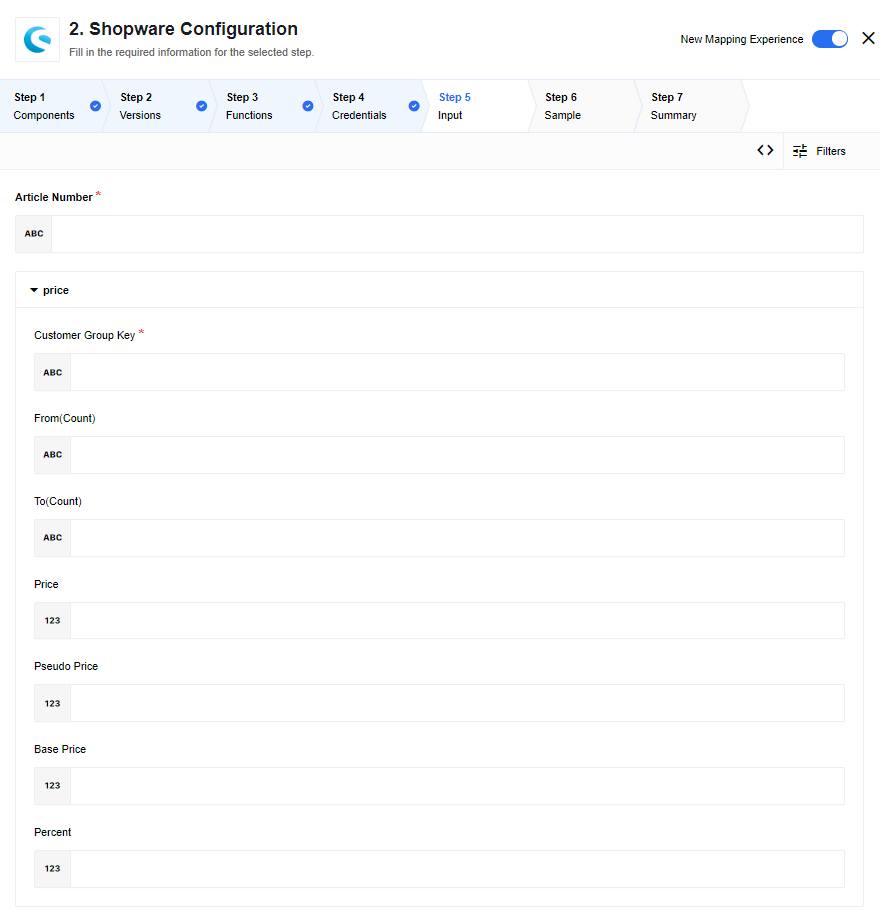 2. Shopware Configuration
Fill in the required information for the selected step.
New Mapping Experience
Step 1
Components
Step 2
Versions
Step 3
Functions
Step 4
Credentials
Step 5
Input
Step 6
Sample
Step 7
Summary
Filters
Article Number *
ABC
price
Customer Group Key *
ABC
From(Count)
ABC
To(Count)
ABC
Price
123
Pseudo Price
123
Base Price
123
Percent
123